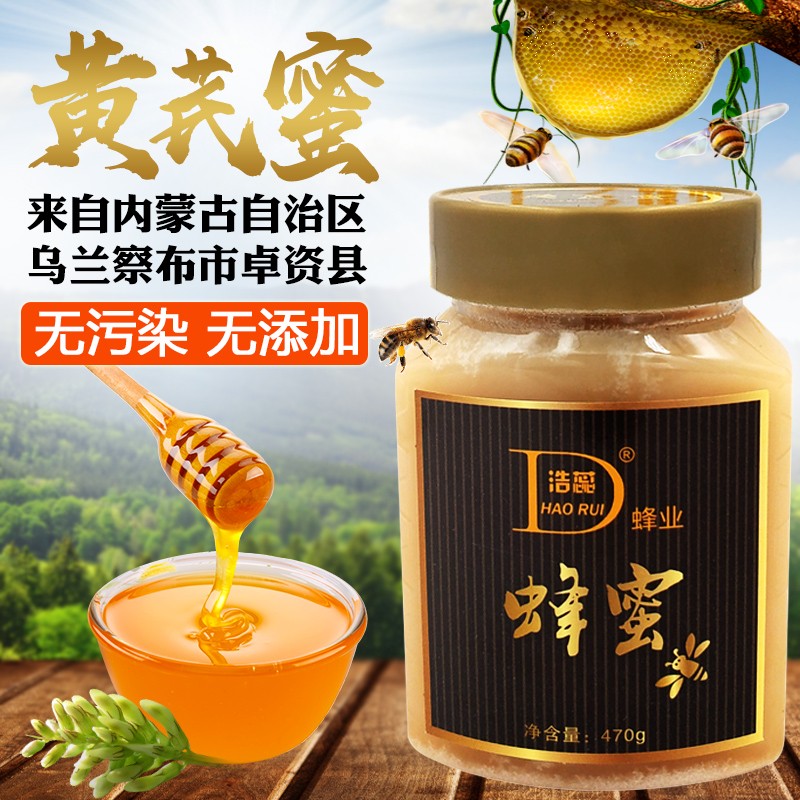 黄芪蜜
来自内蒙古自治区
乌兰察布市卓资县
无污染 无添加
D
浩蕊®
HAO RUI
蜂业
蜂蜜
净含量：470g